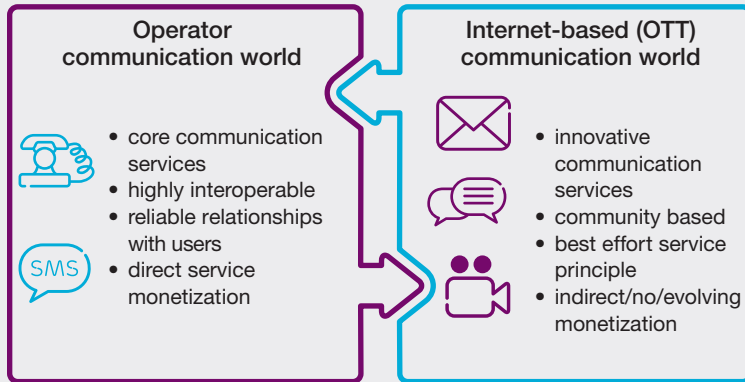 Operator
communication world
• core communication
services
• highly interoperable
• reliable relationships
with users
• direct service
monetization
SMS
Internet-based (OTT)
communication world
• innovative
communication
services
• community based
• best effort service
principle
• indirect/no/evolving
monetization